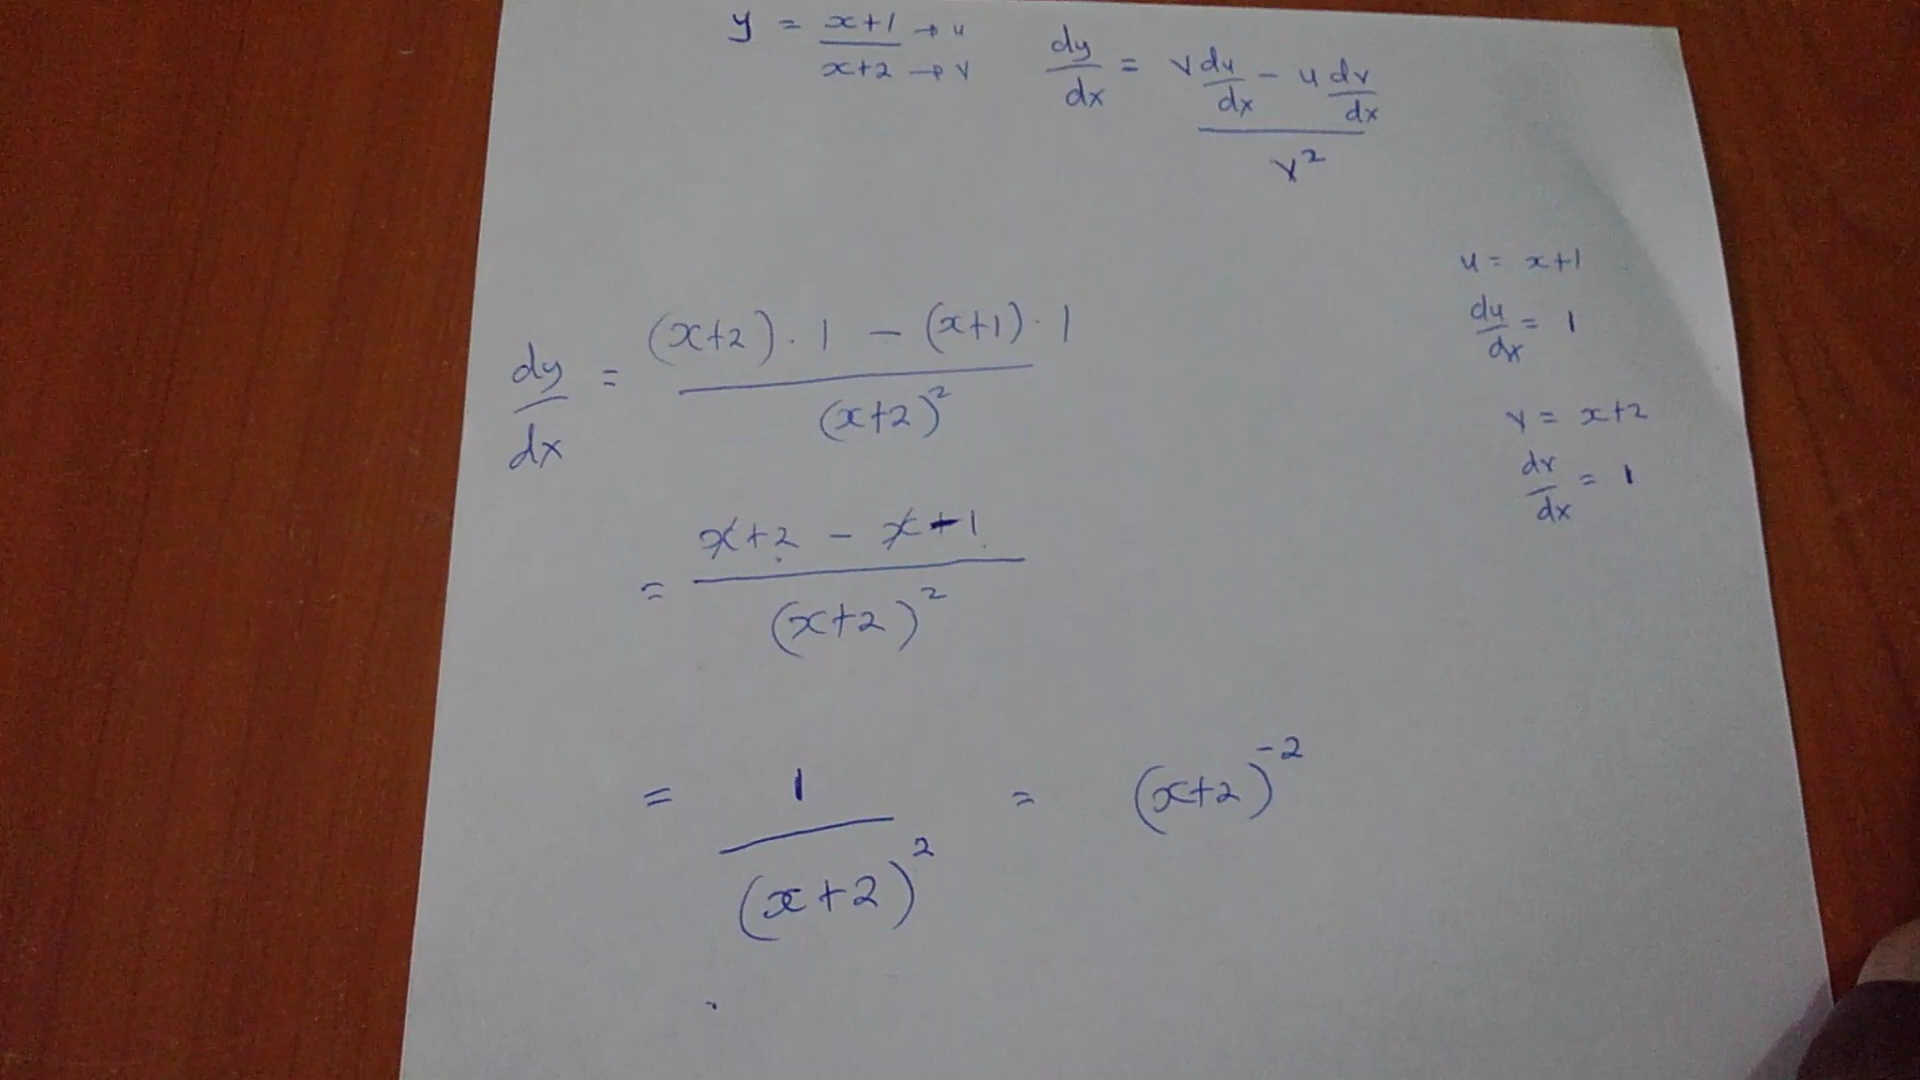 y = x+1 → u
x+2 → v
dy/dx = v du/dx - u dv/dx
v²
u = x+1
du/dx = 1
v = x+2
dv/dx = 1
dy/dx = (x+2) . 1 - (x+1) . 1
(x+2)²
= x+2 - x-1
(x+2)²
= 1/(x+2)² = (x+2)⁻²